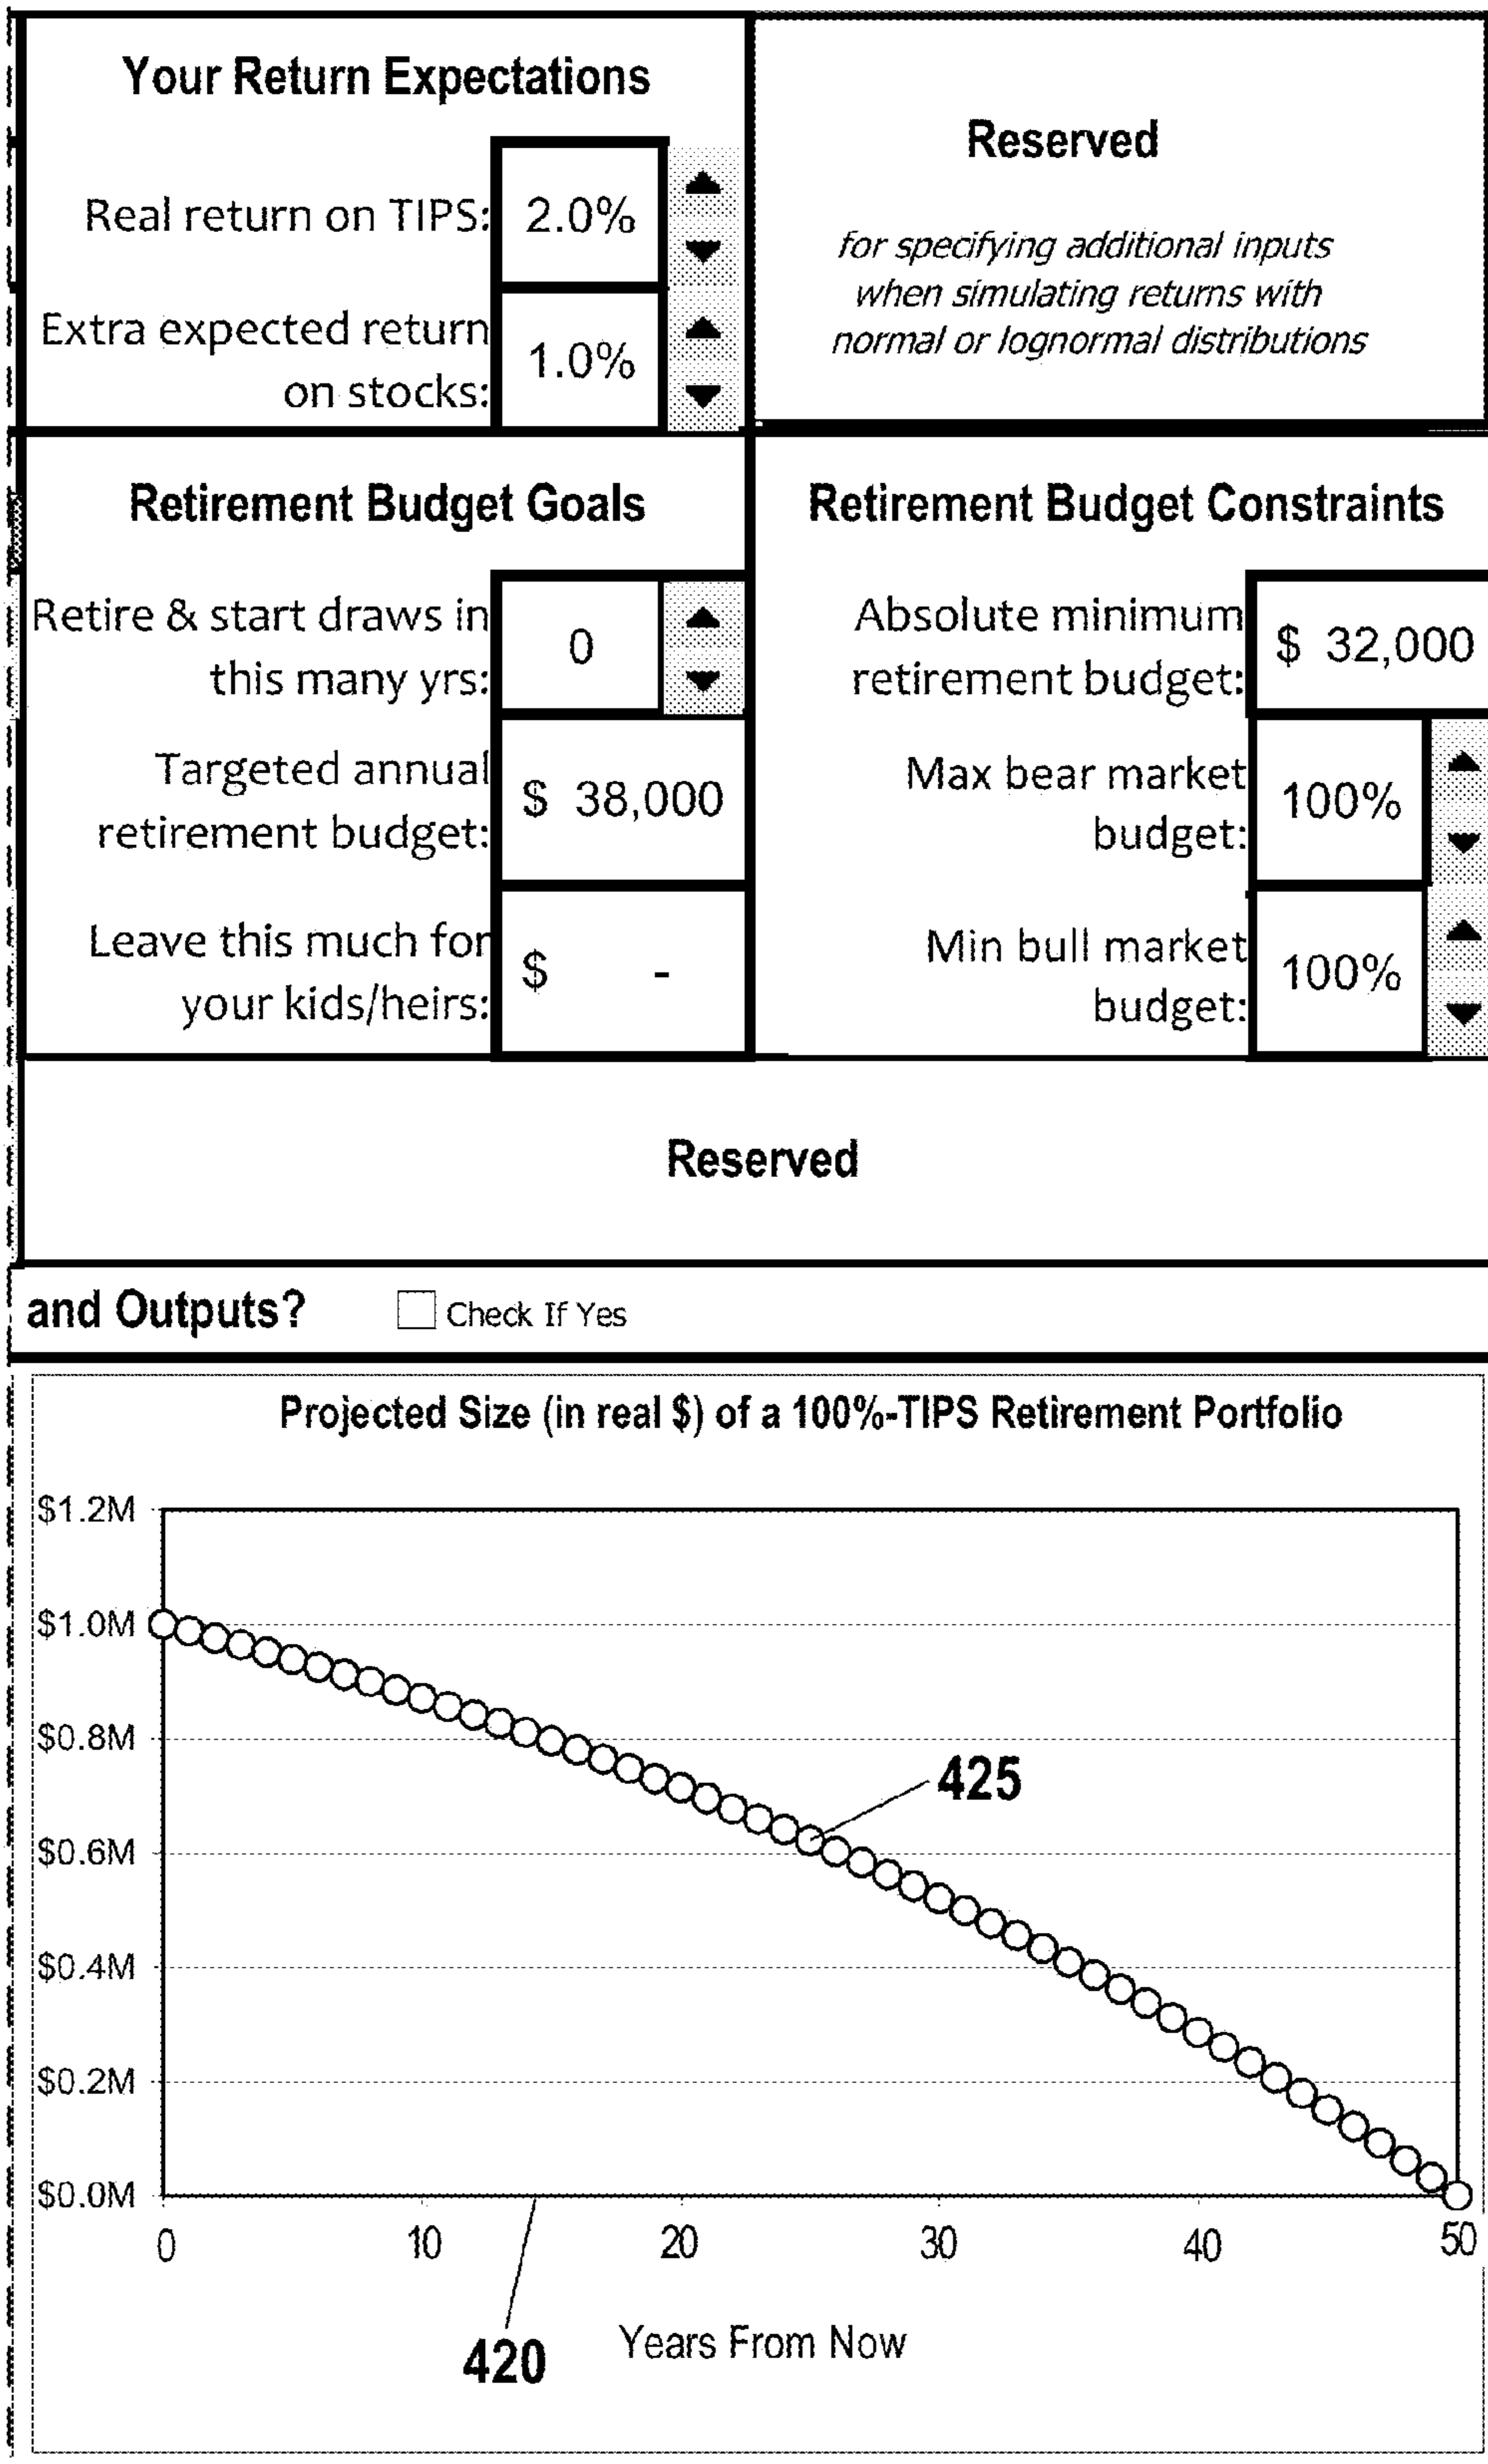 Your Return Expectations
Real return on TIPS: 2.0%
Extra expected return
on stocks: 1.0%
Reserved
for specifying additional inputs
when simulating returns with
normal or lognormal distributions
Retirement Budget Goals
Retire & start draws in
this many yrs: 0
Targeted annual
retirement budget: $ 38,000
Leave this much for
your kids/heirs: $ -
Retirement Budget Constraints
Absolute minimum
retirement budget: $ 32,000
Max bear market
budget: 100%
Min bull market
budget: 100%
Reserved
and Outputs? Check If Yes
Projected Size (in real $) of a 100%-TIPS Retirement Portfolio
$1.2M
$1.0M
$0.8M
425
$0.6M
$0.4M
$0.2M
$0.0M
0 10 20 30 40 50
420
Years From Now